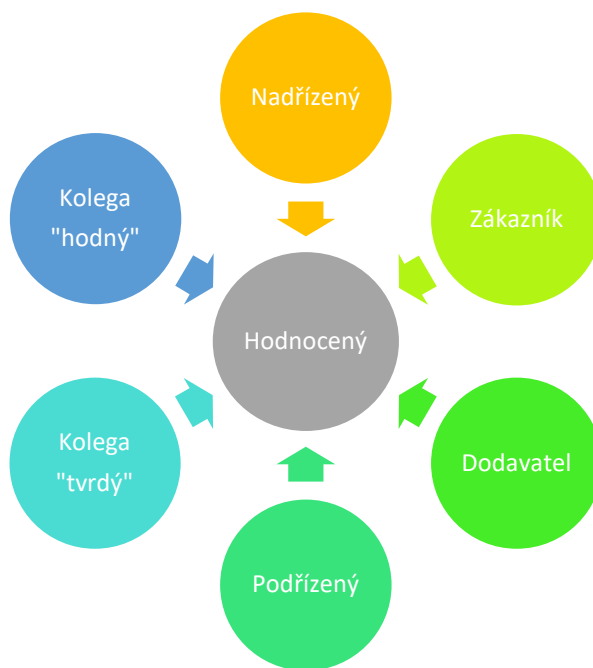 Nadřízený
Kolega
"hodný"
Zákazník
Hodnocený
Kolega
"tvrdý"
Dodavatel
Podřízený